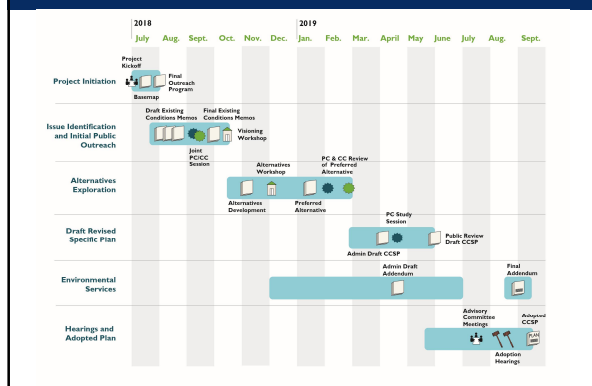 2018
2019
July Aug. Sept. Oct. Nov. Dec. Jan. Feb. Mar. April May June July Aug. Sept.
Project
Kickoff
Project Initiation
Final
Outreach
Program
Basemap
Draft Existing
Conditions Memos
Final Existing
Conditions Memos
Issue Identification
and Initial Public
Outreach
Visioning
Workshop
Joint
PC/CC
Session
Alternatives
Workshop
PC & CC Review
of Preferred
Alternative
Alternatives
Exploration
Alternatives
Development
Preferred
Alternative
PC Study
Session
Draft Revised
Specific Plan
Public Review
Draft CCSP
Admin Draft CCSP
Admin Draft
Addendum
Final
Addendum
Environmental
Services
Advisory
Committee
Meetings
Adopted
CCSP
Hearings and
Adopted Plan
PLAN
Adoption
Hearings